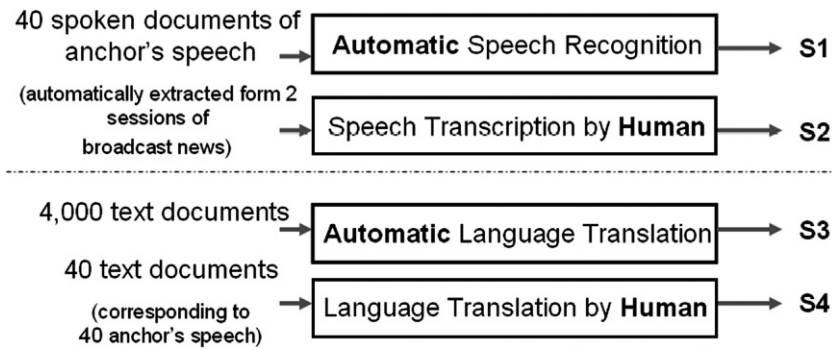 40 spoken documents of
anchor's speech
(automatically extracted form 2
sessions of
broadcast news)
Automatic Speech Recognition
S1
Speech Transcription by Human
S2
4,000 text documents
Automatic Language Translation
S3
40 text documents
(corresponding to
40 anchor's speech)
Language Translation by Human
S4